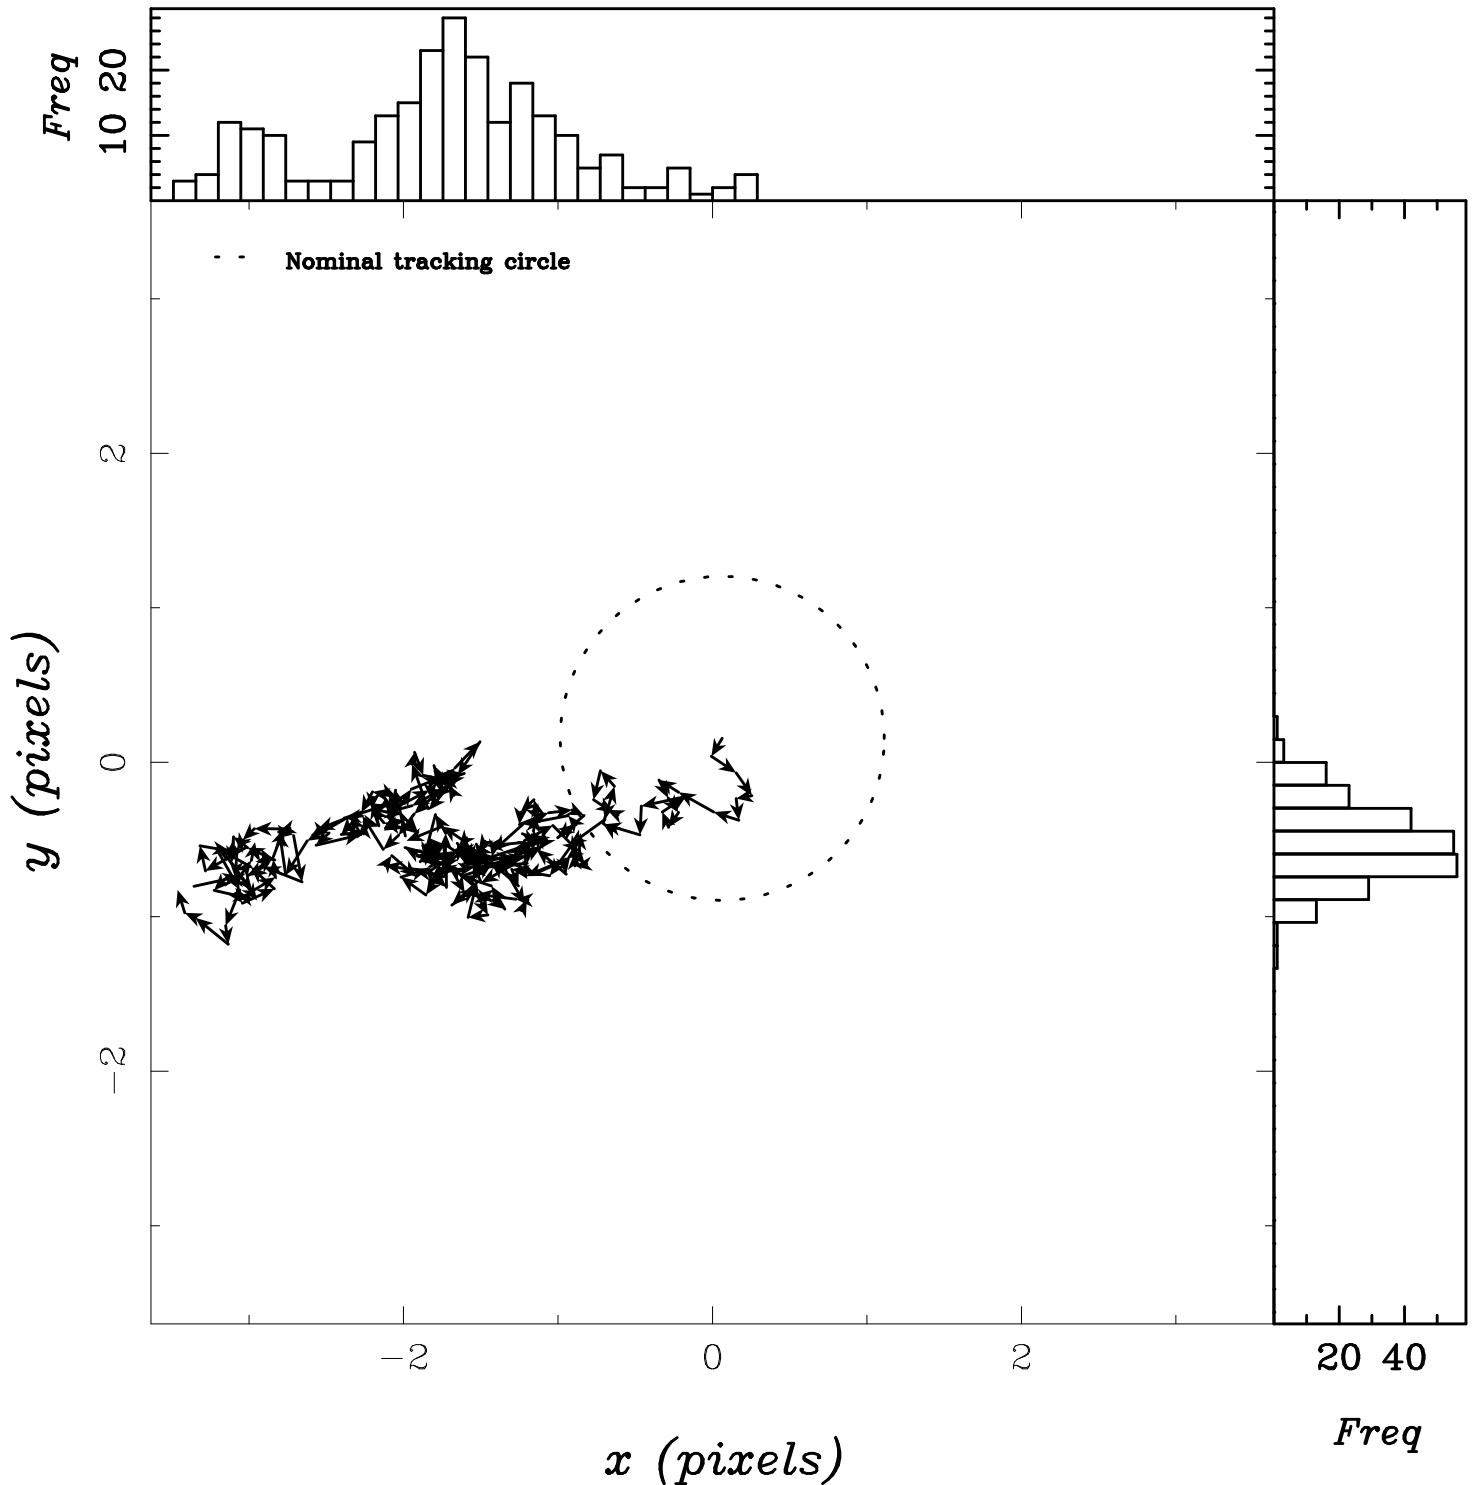 Freq
10 20
Nominal tracking circle
y (pixels)
2
0
−2
−2 0 2
20 40
x (pixels)
Freq